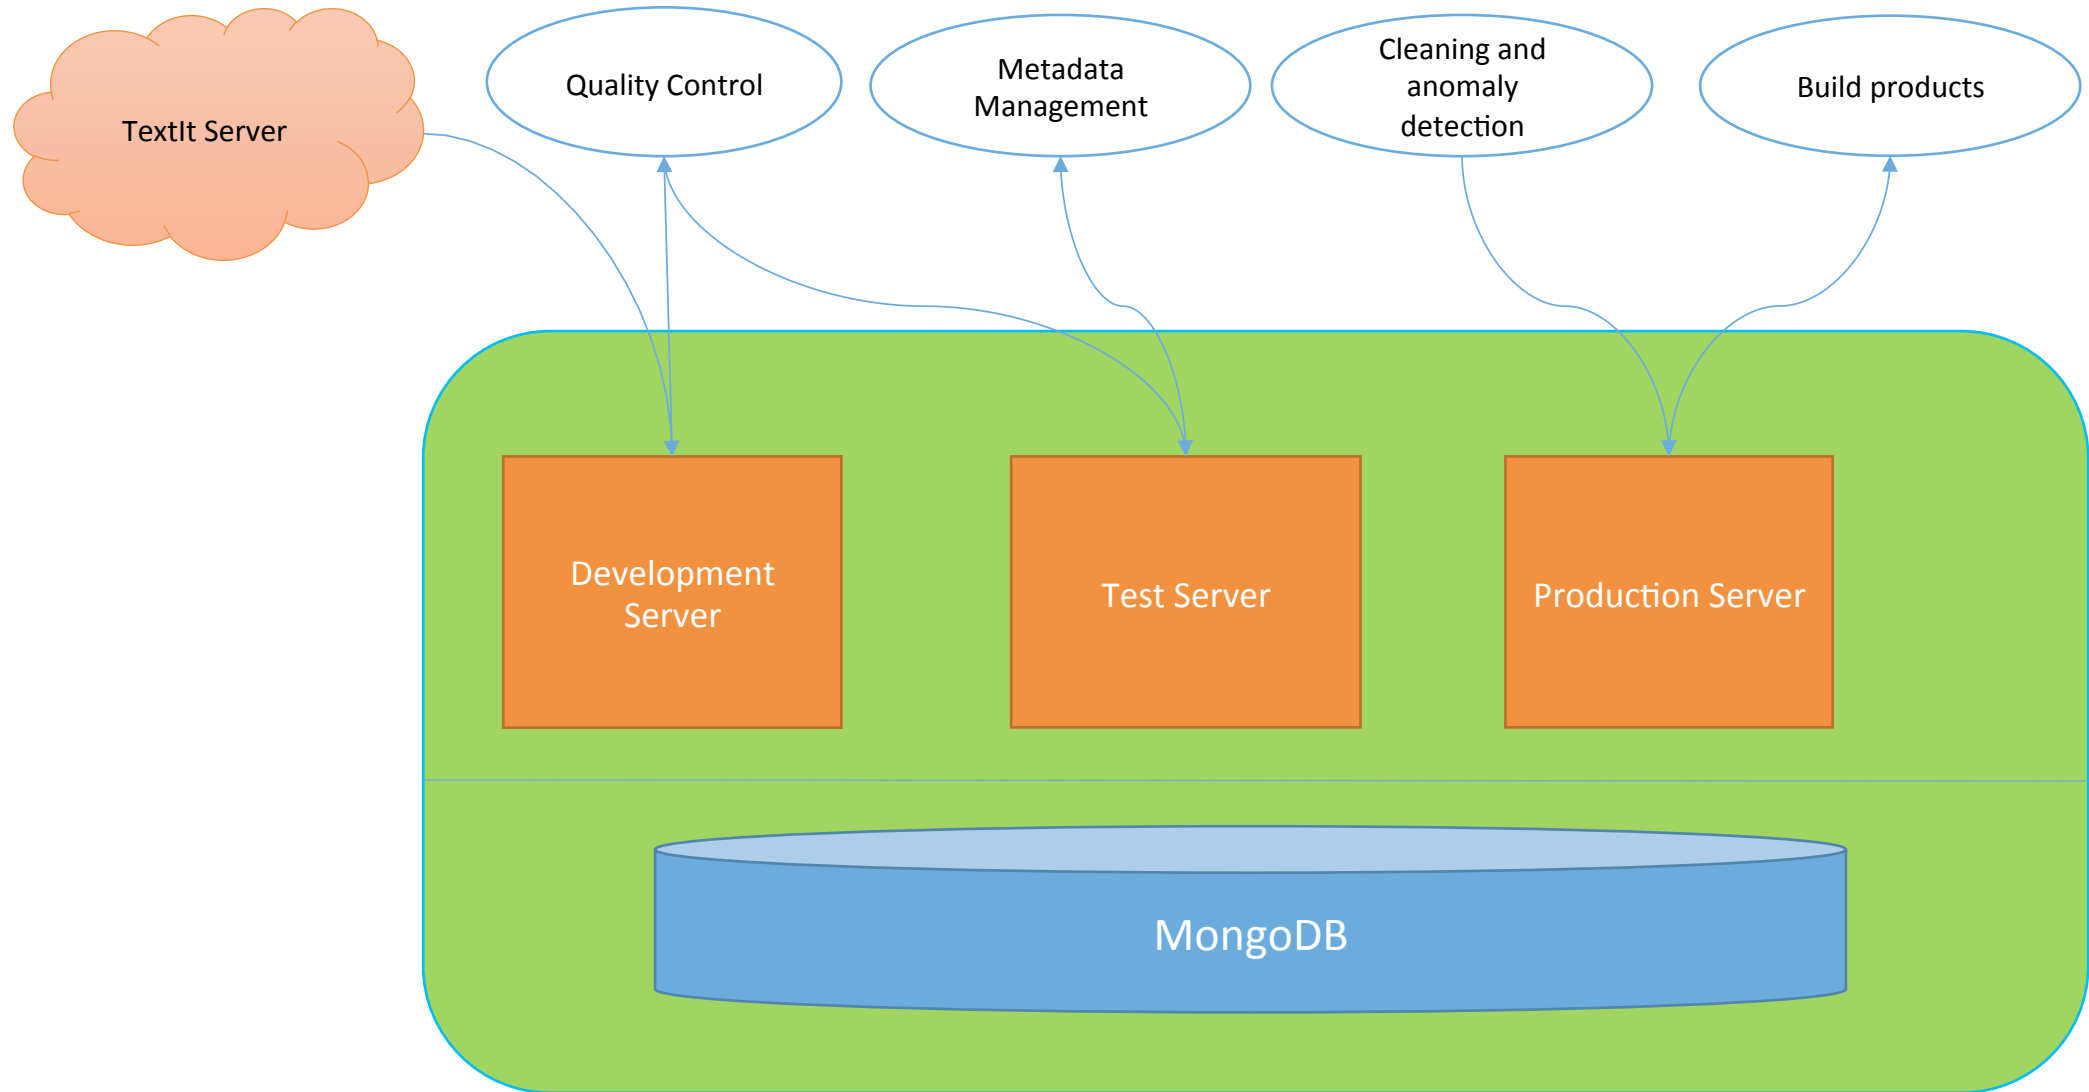 TextIt Server
Quality Control
Metadata
Management
Cleaning and
anomaly
detection
Build products
Development
Server
Test Server
Production Server
MongoDB